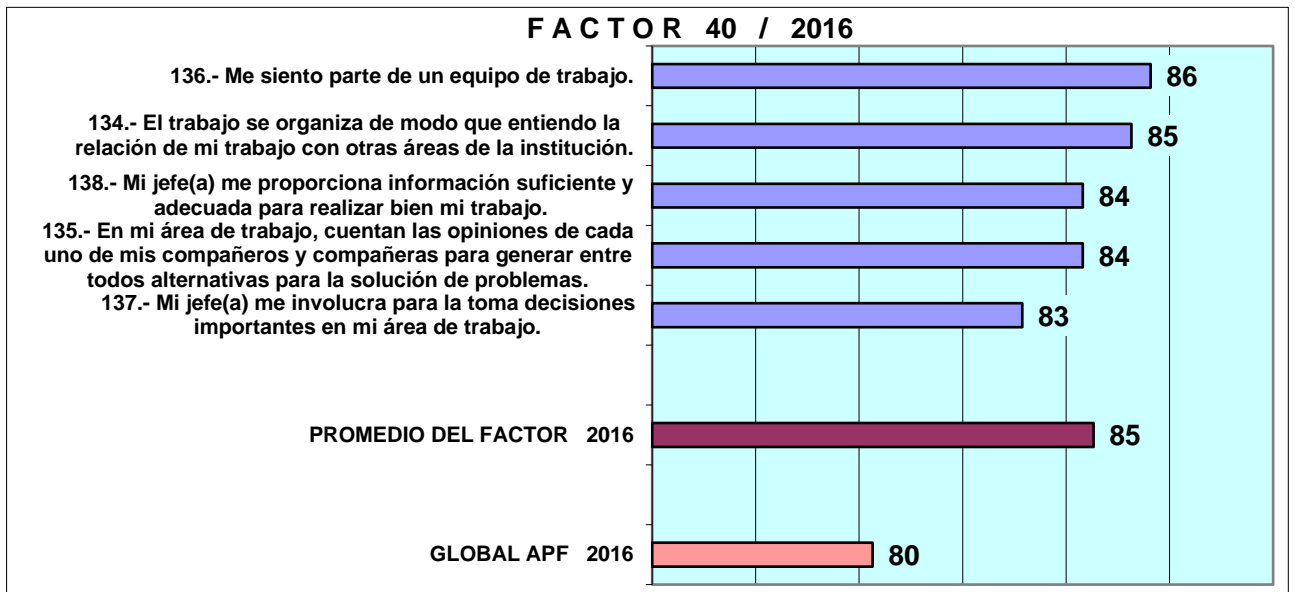 F A C T O R 40 / 2016
136.- Me siento parte de un equipo de trabajo.
86
134.- El trabajo se organiza de modo que entiendo la
relación de mi trabajo con otras áreas de la institución.
85
138.- Mi jefe(a) me proporciona información suficiente y
adecuada para realizar bien mi trabajo.
84
135.- En mi área de trabajo, cuentan las opiniones de cada
uno de mis compañeros y compañeras para generar entre
todos alternativas para la solución de problemas.
84
137.- Mi jefe(a) me involucra para la toma decisiones
importantes en mi área de trabajo.
83
PROMEDIO DEL FACTOR 2016
85
GLOBAL APF 2016
80